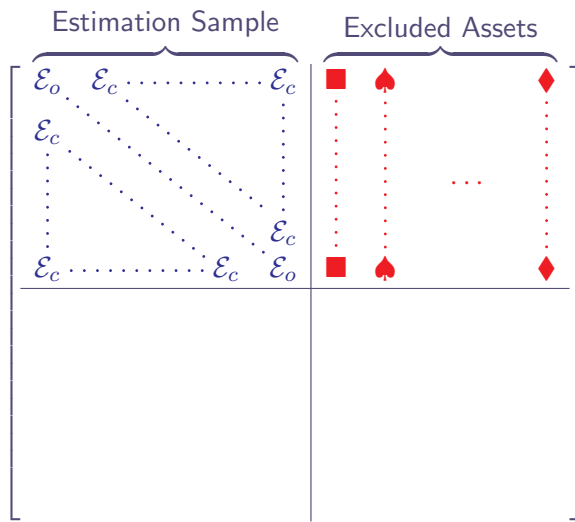 Estimation Sample Excluded Assets
ℰo ℰc ℰc ■ ♠ ♦
ℰc
...
ℰc
ℰc ℰc ℰo ■ ♠ ♦